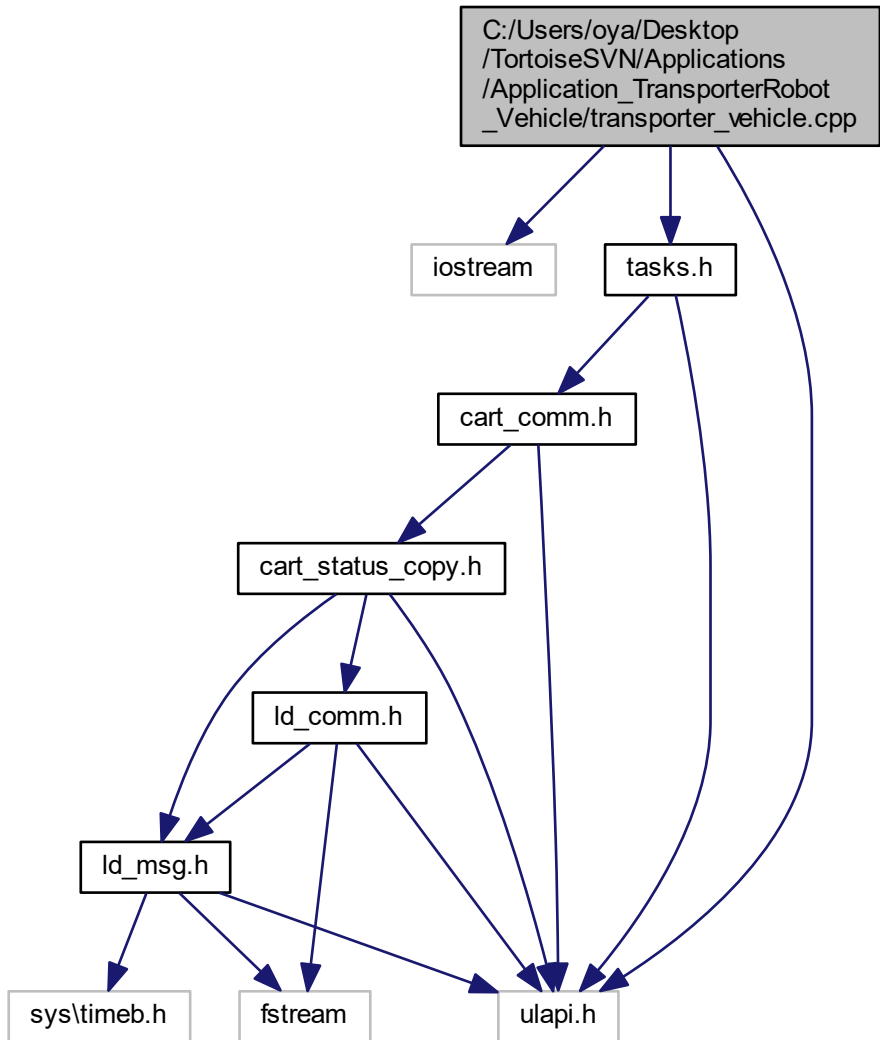 C:/Users/oya/Desktop
/TortoiseSVN/Applications
/Application_TransporterRobot
_Vehicle/transporter_vehicle.cpp
iostream
tasks.h
cart_comm.h
cart_status_copy.h
ld_comm.h
ld_msg.h
sys\timeb.h
fstream
ulapi.h